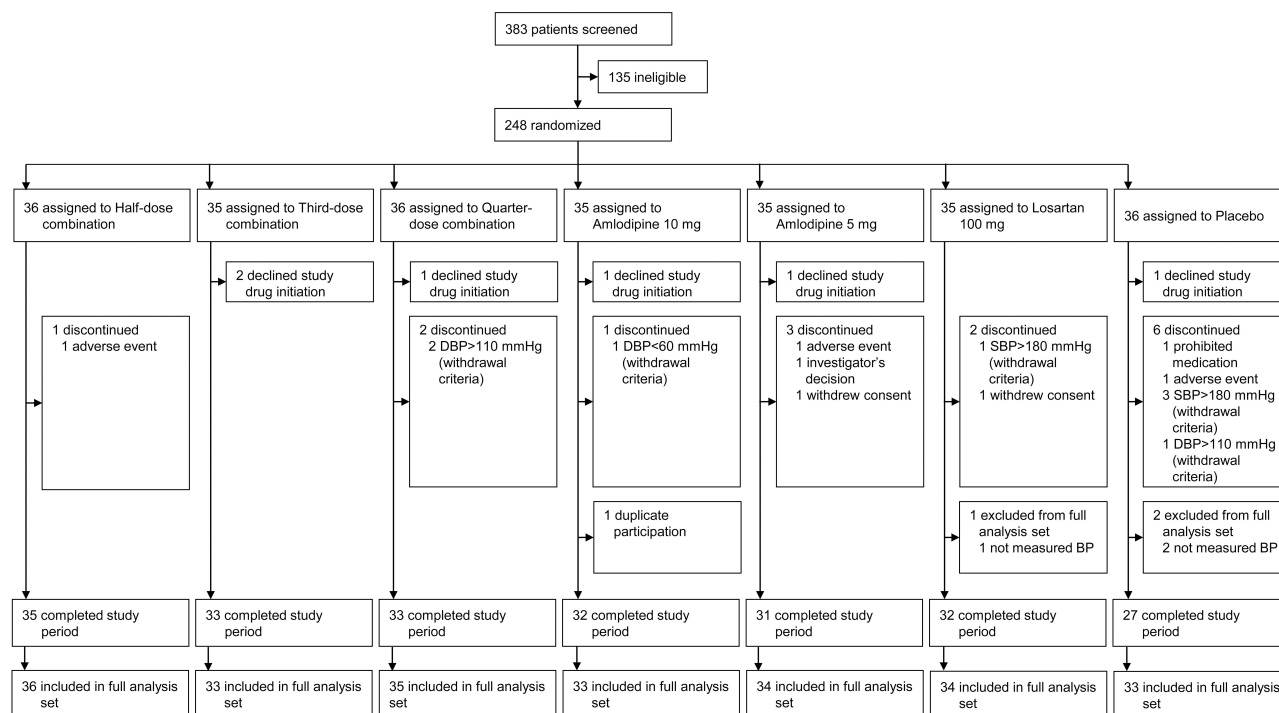 383 patients screened
135 ineligible
248 randomized
36 assigned to Half-dose
combination
35 assigned to Third-dose
combination
36 assigned to Quarter-
dose combination
35 assigned to
Amlodipine 10 mg
35 assigned to
Amlodipine 5 mg
35 assigned to Losartan
100 mg
36 assigned to Placebo
2 declined study
drug initiation
1 declined study
drug initiation
1 declined study
drug initiation
1 declined study
drug initiation
1 declined study
drug initiation
1 discontinued
1 adverse event
2 discontinued
2 DBP>110 mmHg
(withdrawal
criteria)
1 discontinued
1 DBP<60 mmHg
(withdrawal
criteria)
3 discontinued
1 adverse event
1 investigator's
decision
1 withdrew consent
2 discontinued
1 SBP>180 mmHg
(withdrawal
criteria)
1 withdrew consent
6 discontinued
1 prohibited
medication
1 adverse event
3 SBP>180 mmHg
(withdrawal
criteria)
1 DBP>110 mmHg
(withdrawal
criteria)
1 duplicate
participation
1 excluded from full
analysis set
1 not measured BP
2 excluded from full
analysis set
2 not measured BP
35 completed study
period
33 completed study
period
33 completed study
period
32 completed study
period
31 completed study
period
32 completed study
period
27 completed study
period
36 included in full analysis
set
33 included in full analysis
set
35 included in full analysis
set
33 included in full analysis
set
34 included in full analysis
set
34 included in full analysis
set
33 included in full analysis
set